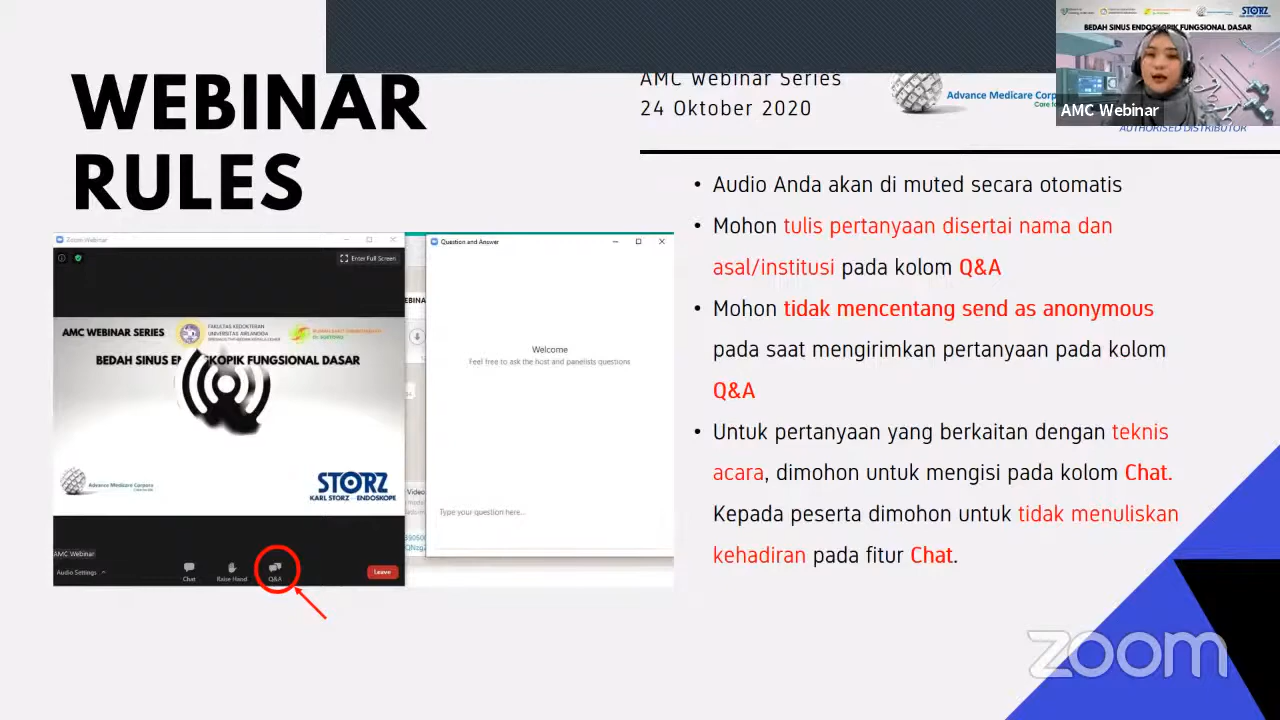 WEBINAR
RULES
AMC Webinar Series
24 Oktober 2020
Advance Medicare Corp
AUTHORISED DISTRIBUTOR
STORZ
KARL STORZ - ENDOSKOPE
BEDAH SINUS ENDOSKOPIK FUNGSIONAL DASAR
AMC Webinar
• Audio Anda akan di muted secara otomatis
• Mohon tulis pertanyaan disertai nama dan
asal/institusi pada kolom Q&A
• Mohon tidak mencentang send as anonymous
pada saat mengirimkan pertanyaan pada kolom
Q&A
• Untuk pertanyaan yang berkaitan dengan teknis
acara, dimohon untuk mengisi pada kolom Chat.
Kepada peserta dimohon untuk tidak menuliskan
kehadiran pada fitur Chat.
Zoom Webinar
Enter Full Screen
AMC WEBINAR SERIES
FAKULTAS KEDOKTERAN
UNIVERSITAS AIRLANGGA
BEDAH SINUS EN KOPIK FUNGSIONAL DASAR
Advance Medicare Corpora
STORZ
KARL STORZ - ENDOSKOPE
AMC Webinar
Audio Settings
Chat
Raise Hand
Q&A
Leave
Question and Answer
Welcome
Feel free to ask the host and panelists questions
Type your question here...
Video
zoom